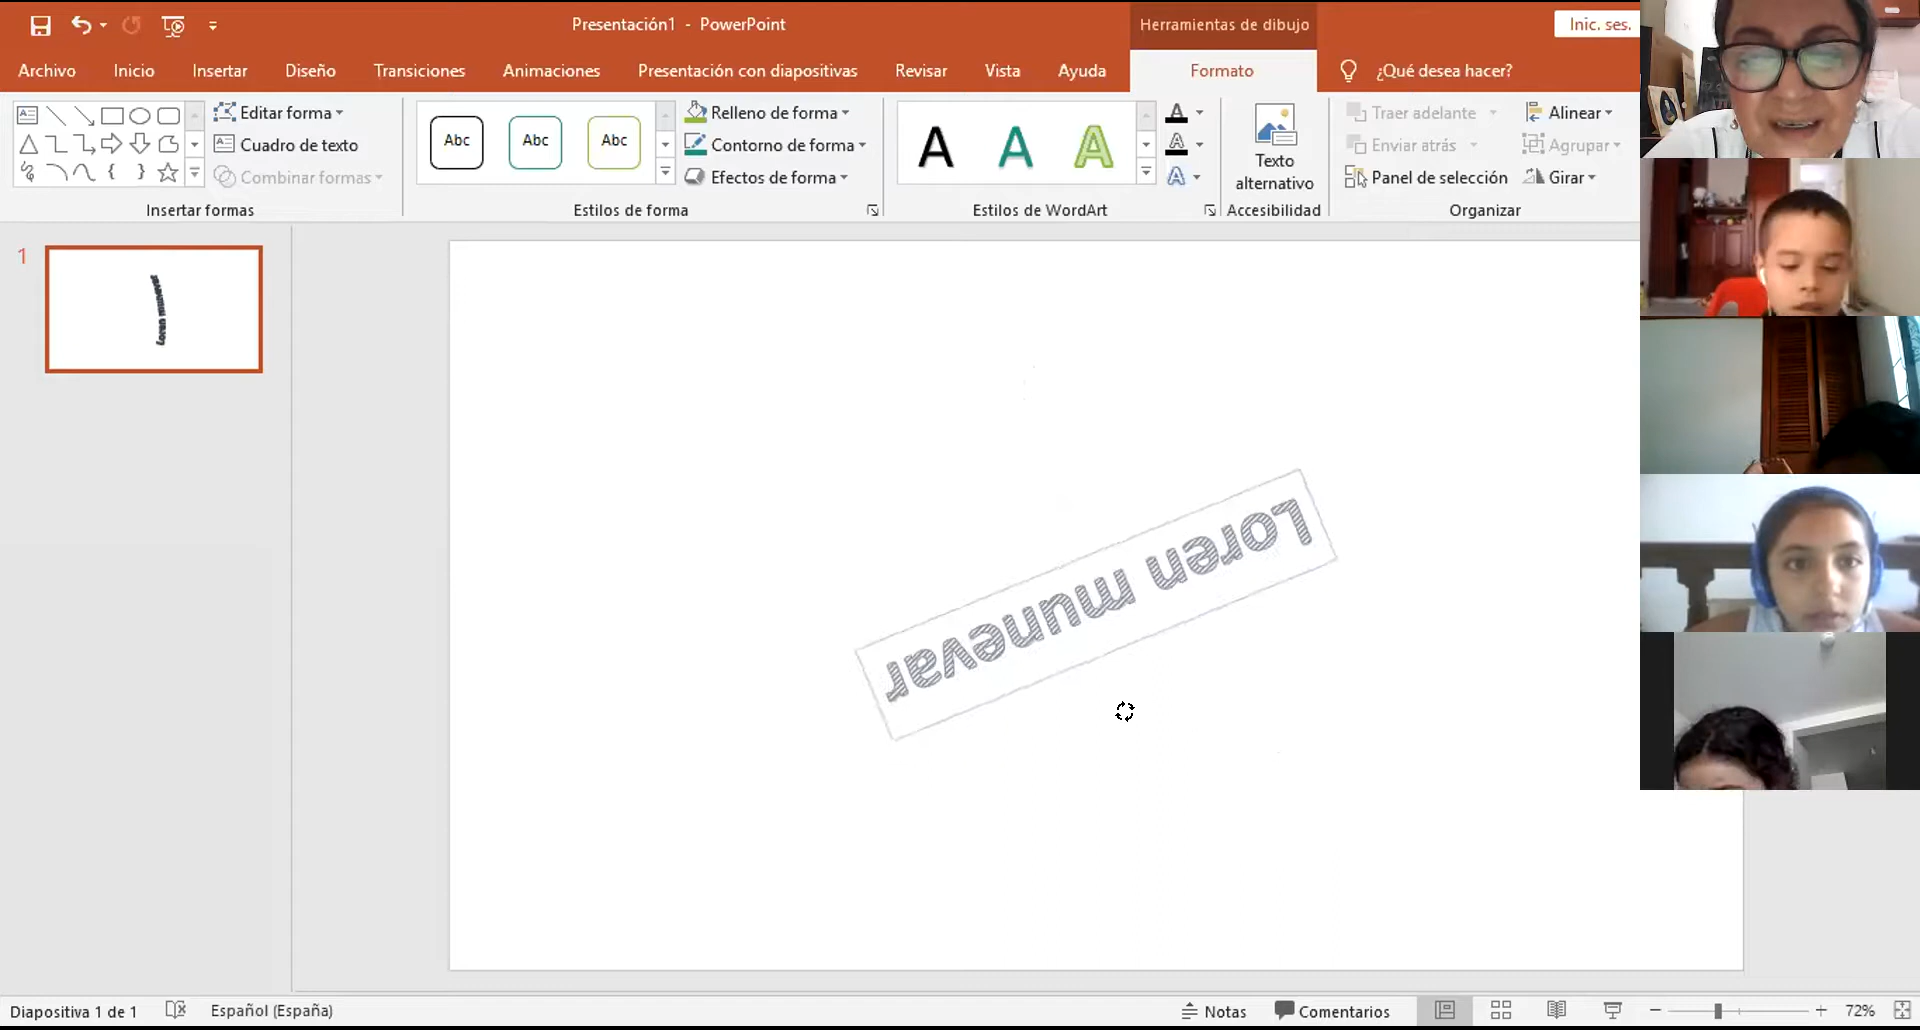 Presentación1 - PowerPoint
Herramientas de dibujo
Inic. ses.
Archivo Inicio Insertar Diseño Transiciones Animaciones Presentación con diapositivas Revisar Vista Ayuda Formato ¿Qué desea hacer?
Editar forma
Cuadro de texto
Combinar formas
Insertar formas
Abc Abc Abc
Relleno de forma
Contorno de forma
Efectos de forma
Estilos de forma
A A A
A
A
A
Estilos de WordArt
Texto
alternativo
Accesibilidad
Traer adelante
Enviar atrás
Panel de selección
Alinear
Agrupar
Girar
Organizar
1
Loren munevar
Loren munevar
Diapositiva 1 de 1 Español (España) Notas Comentarios 72%